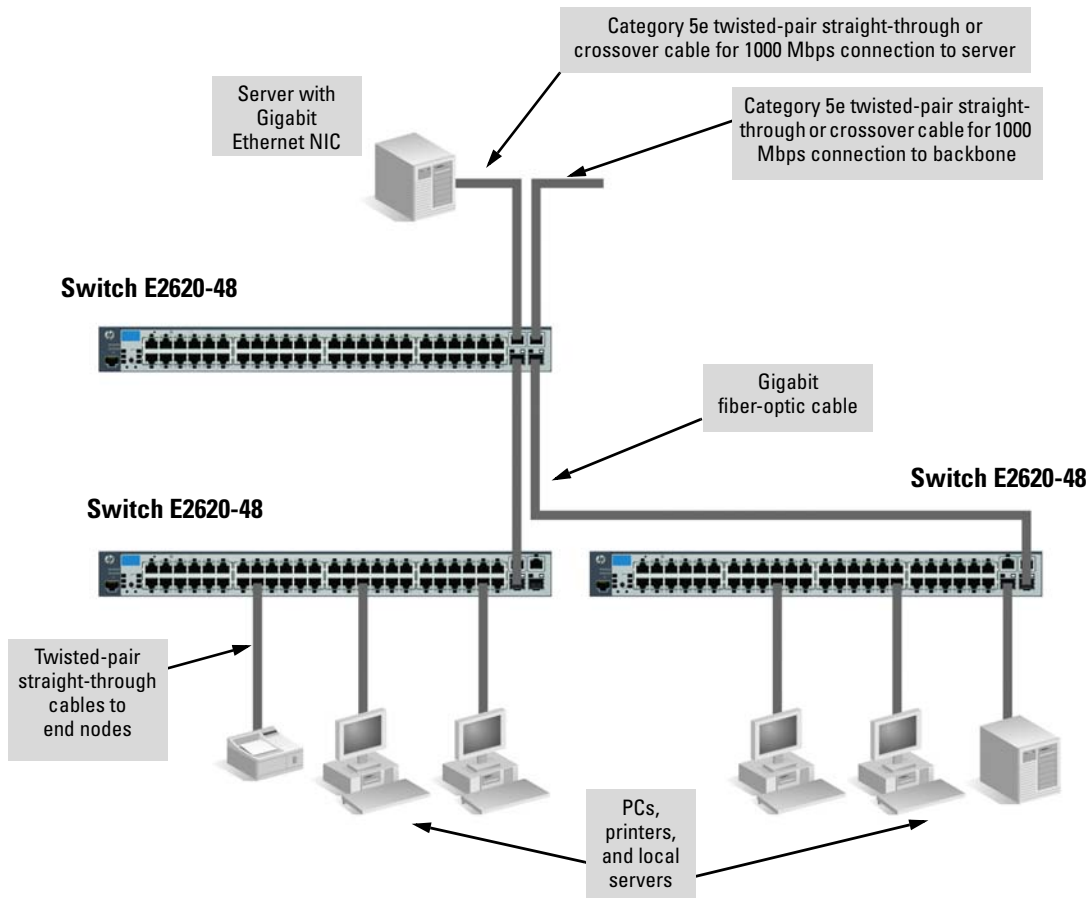 Category 5e twisted-pair straight-through or
crossover cable for 1000 Mbps connection to server
Server with
Gigabit
Ethernet NIC
Category 5e twisted-pair straight-
through or crossover cable for 1000
Mbps connection to backbone
Switch E2620-48
Gigabit
fiber-optic cable
Switch E2620-48
Switch E2620-48
Twisted-pair
straight-through
cables to
end nodes
PCs,
printers,
and local
servers